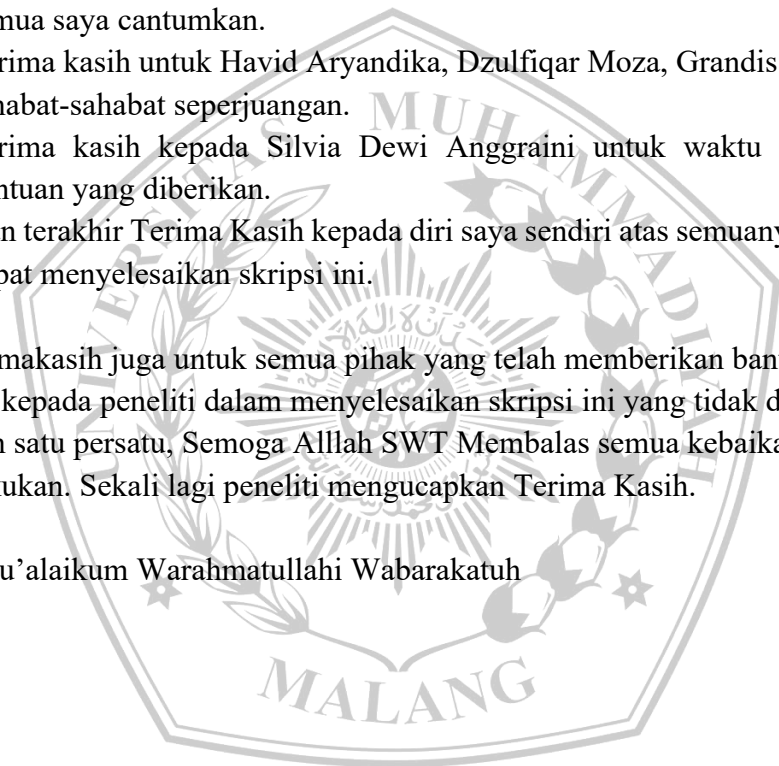 mua saya cantumkan.
rima kasih untuk Havid Aryandika, Dzulfiqar Moza, Grandis
habat-sahabat seperjuangan.
rima kasih kepada Silvia Dewi Anggraini untuk waktu
ntuan yang diberikan.
n terakhir Terima Kasih kepada diri saya sendiri atas semuany
pat menyelesaikan skripsi ini.
makasih juga untuk semua pihak yang telah memberikan ban
kepada peneliti dalam menyelesaikan skripsi ini yang tidak d
n satu persatu, Semoga Alllah SWT Membalas semua kebaika
ukan. Sekali lagi peneliti mengucapkan Terima Kasih.
u’alaikum Warahmatullahi Wabarakatuh
UNIVERSITAS MUHAMMADIYAH
MALANG